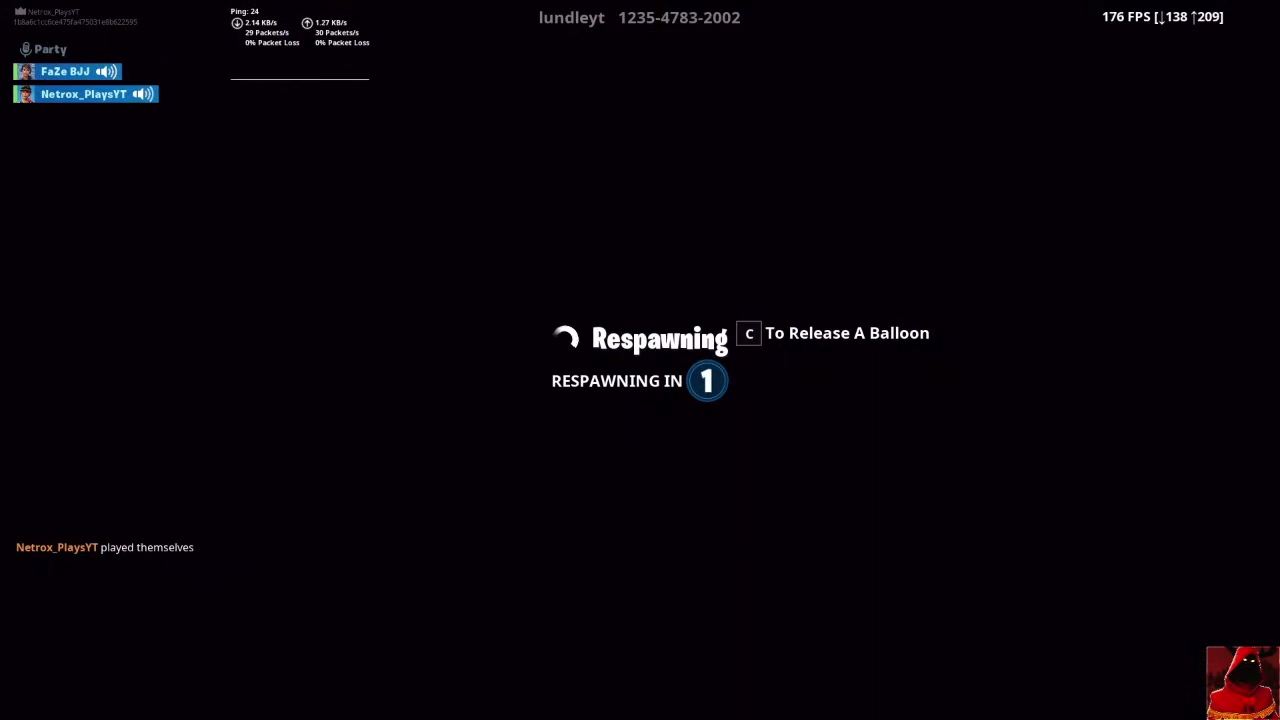 Netrox_PlaysYT
Party
FaZe BJJ
Netrox_PlaysYT
Ping: 24
2.14 KB/s 1.27 KB/s
29 Packets/s 30 Packets/s
0% Packet Loss 0% Packet Loss
lundleyt 1235-4783-2002
176 FPS [↓138 ↑209]
Respawning C To Release A Balloon
RESPAWNING IN 1
Netrox_PlaysYT played themselves